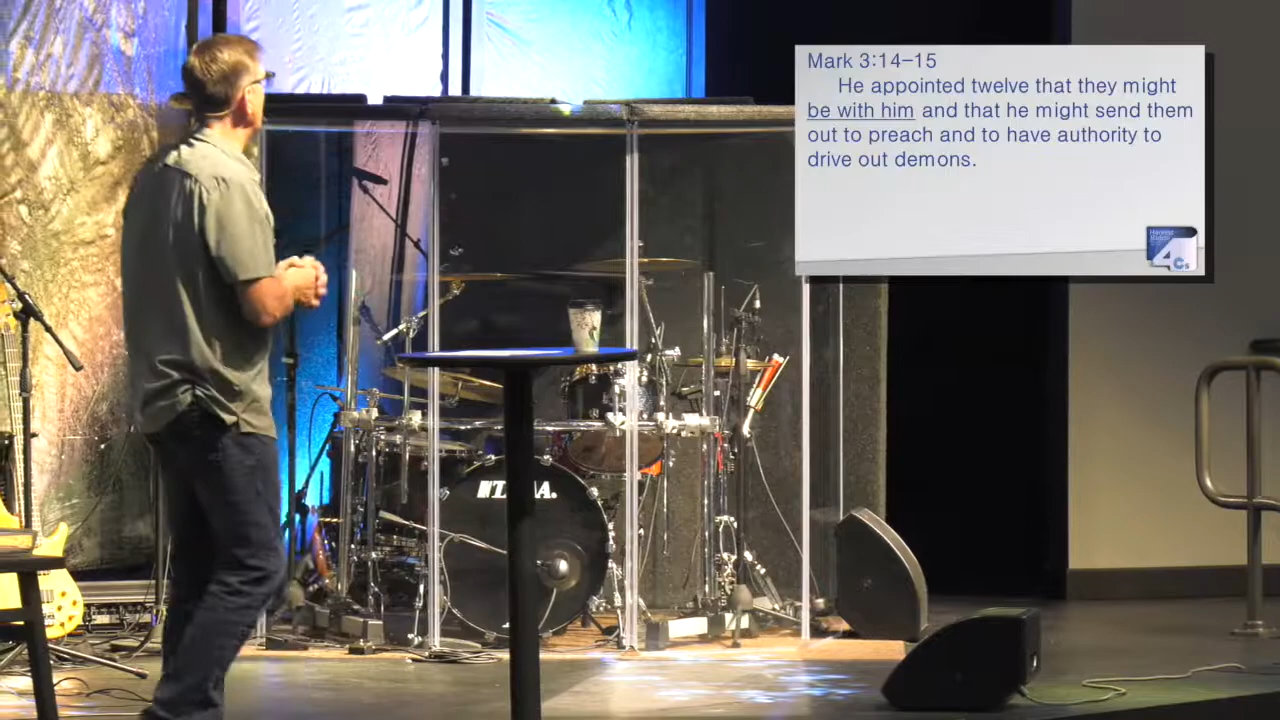 Mark 3:14–15
He appointed twelve that they might
be with him and that he might send them
out to preach and to have authority to
drive out demons.
4Cs
TAMA.